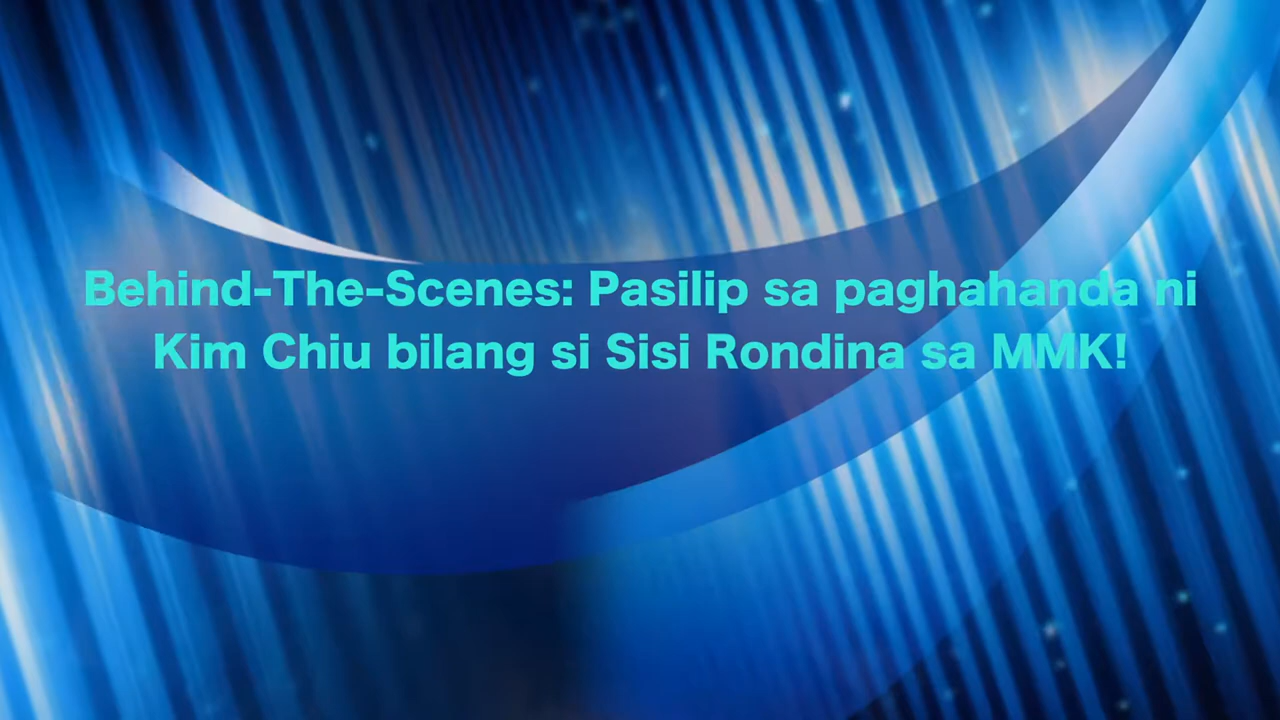 Behind-The-Scenes: Pasilip sa paghahanda ni
Kim Chiu bilang si Sisi Rondina sa MMK!